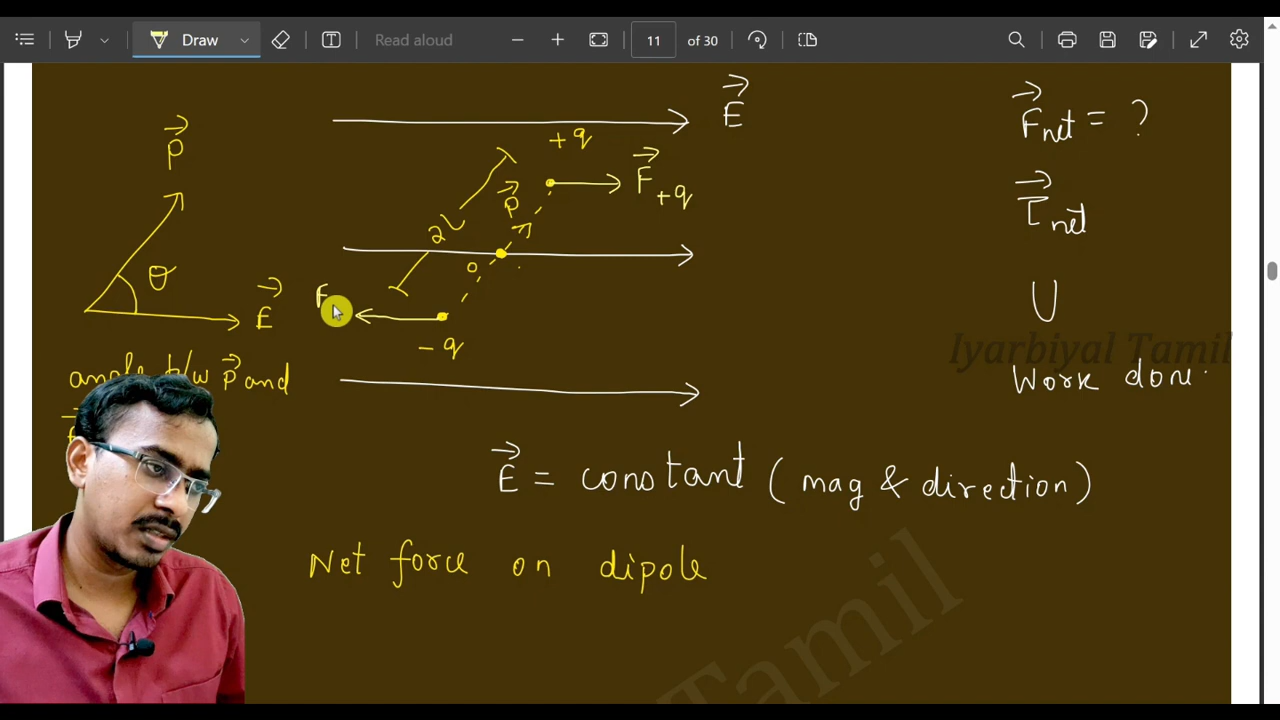 Draw
Read aloud
11
of 30
E
+q
F+q
p
2L
o
-q
F
p
θ
E
angle b/w p and
Fnet = ?
τnet
U
Iyarbiyal Tamil
Work done.
E = constant (mag & direction)
Net force on dipole
Tamil